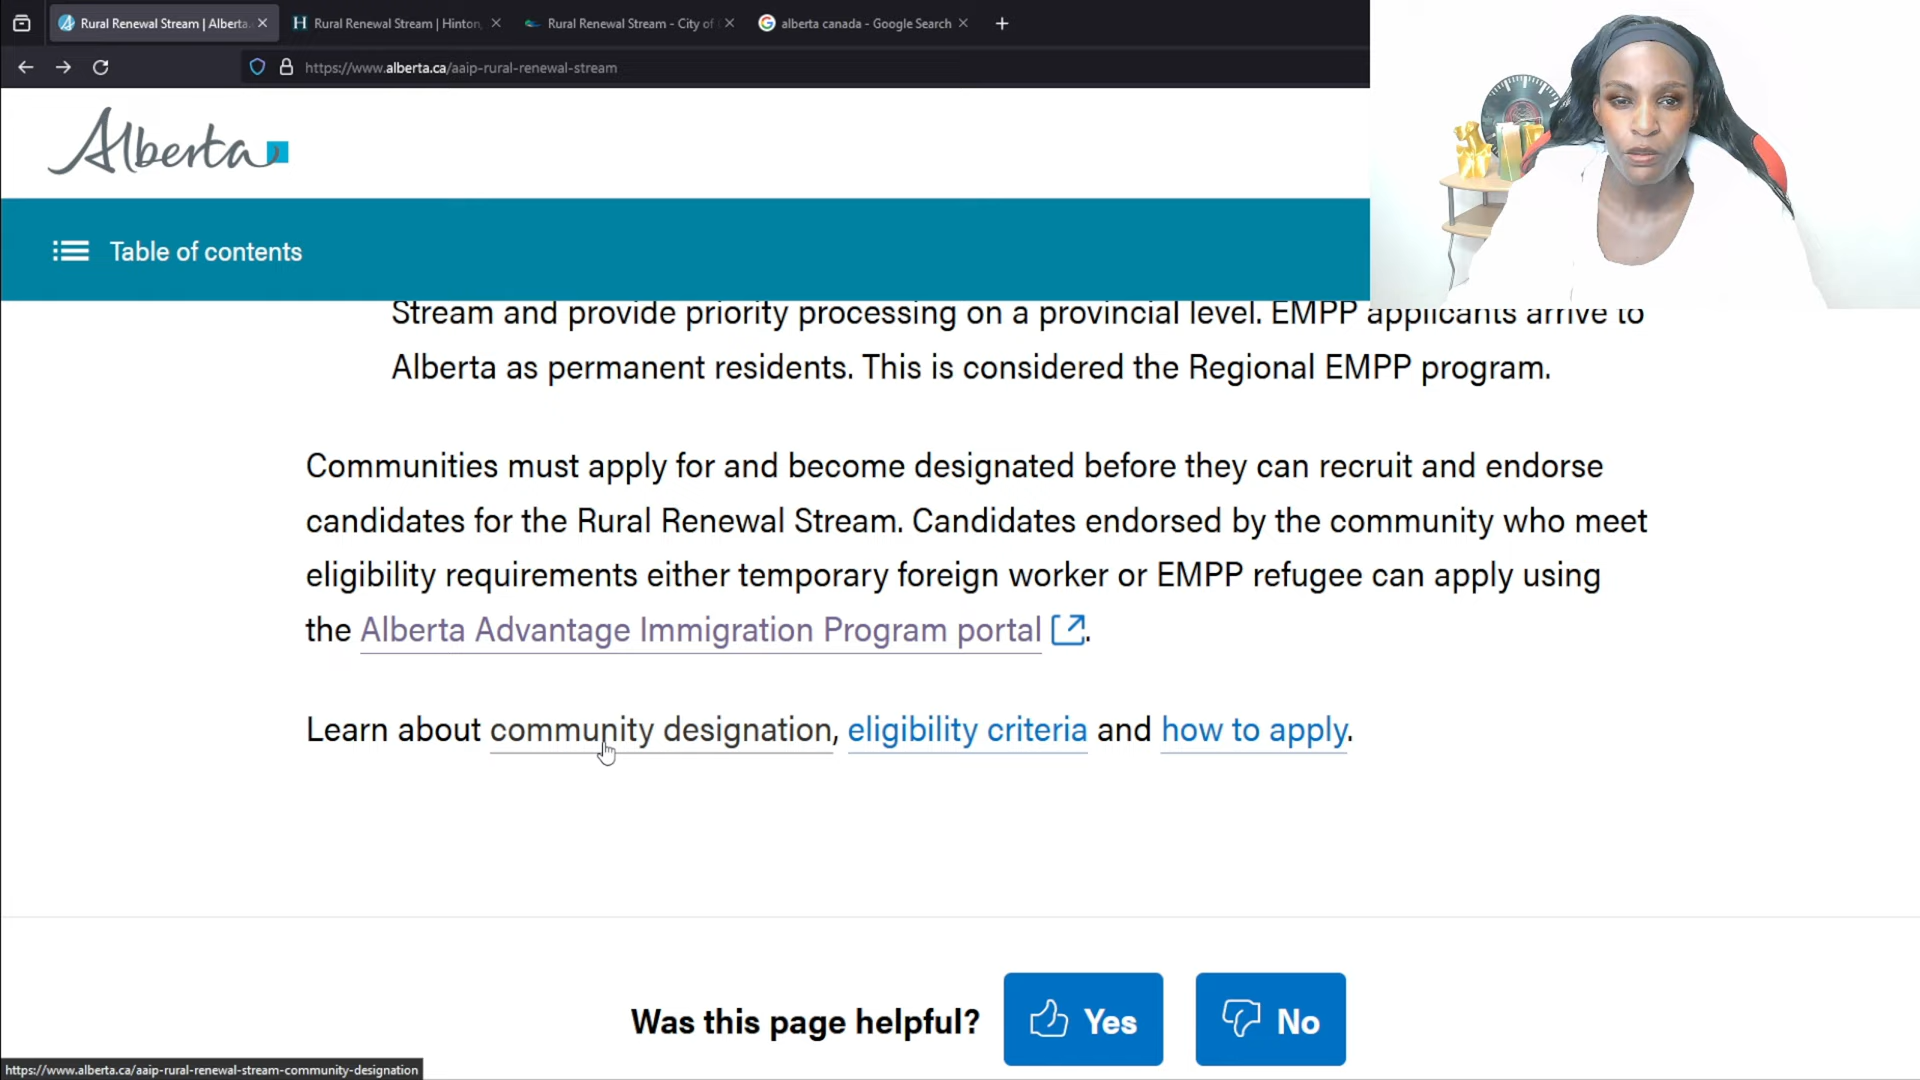 Rural Renewal Stream | Alberta
Rural Renewal Stream | Hinton,
Rural Renewal Stream - City of
alberta canada - Google Search
https://www.alberta.ca/aaip-rural-renewal-stream
Alberta
Table of contents
Stream and provide priority processing on a provincial level. EMPP applicants arrive to
Alberta as permanent residents. This is considered the Regional EMPP program.
Communities must apply for and become designated before they can recruit and endorse
candidates for the Rural Renewal Stream. Candidates endorsed by the community who meet
eligibility requirements either temporary foreign worker or EMPP refugee can apply using
the Alberta Advantage Immigration Program portal.
Learn about community designation, eligibility criteria and how to apply.
Was this page helpful? Yes No
https://www.alberta.ca/aaip-rural-renewal-stream-community-designation